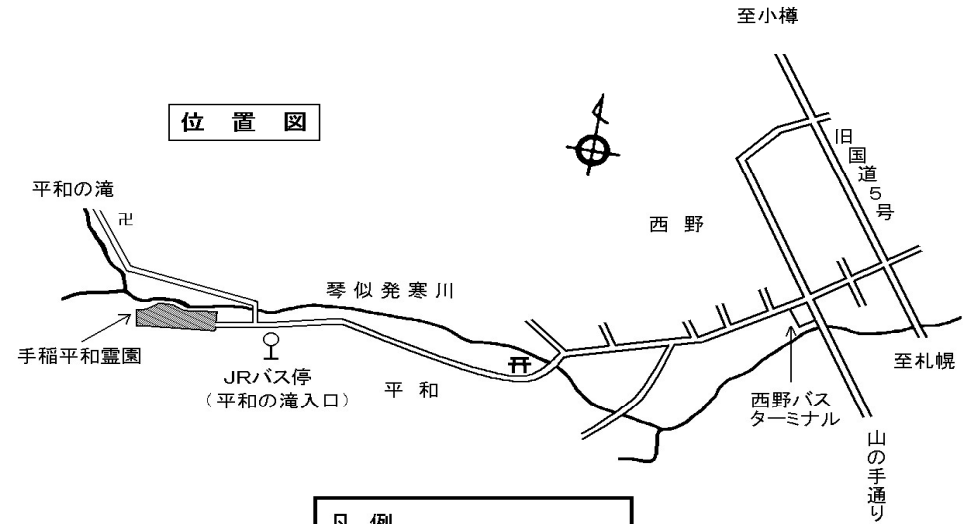 至小樽
位 置 図
旧国道5号
平和の滝
卍
西 野
琴似発寒川
手稲平和霊園
JRバス停
(平和の滝入口)
平 和
至札幌
西野バス
ターミナル
山の手通り
凡 例